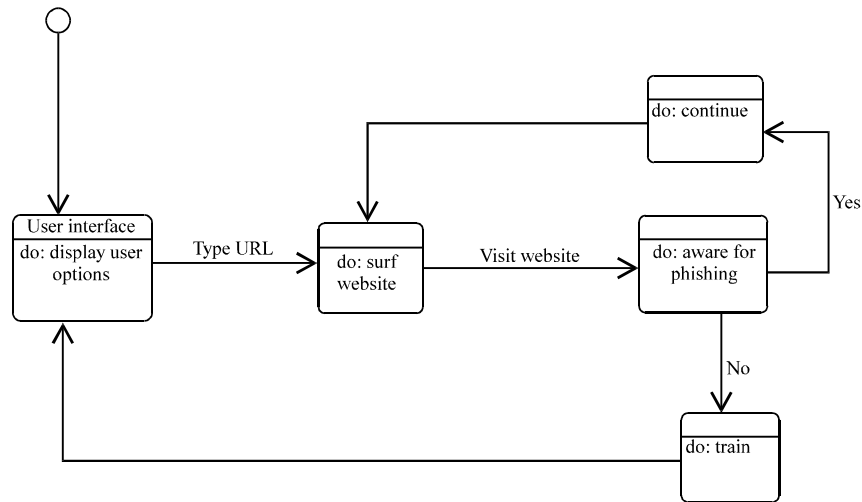 do: continue
Yes
User interface
do: display user
options
Type URL
do: surf
website
Visit website
do: aware for
phishing
No
do: train